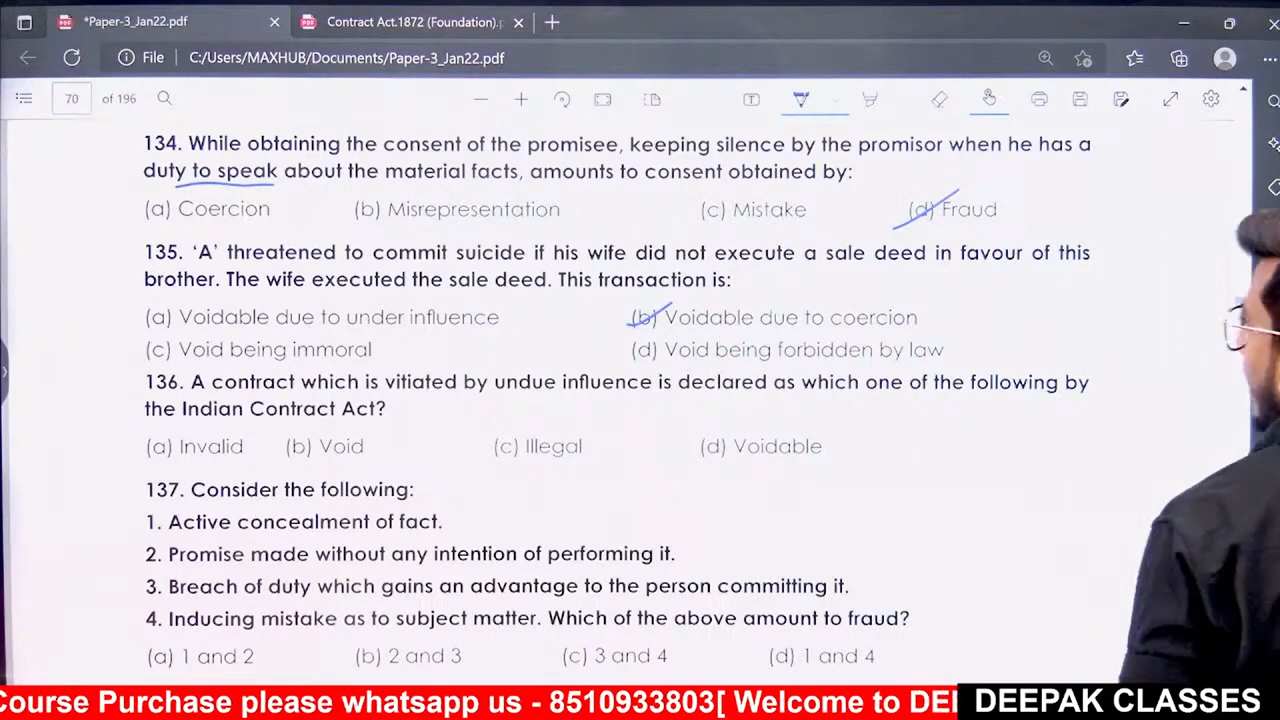 *Paper-3_Jan22.pdf
Contract Act.1872 (Foundation).p
File C:/Users/MAXHUB/Documents/Paper-3_Jan22.pdf
70 of 196
134. While obtaining the consent of the promisee, keeping silence by the promisor when he has a
duty to speak about the material facts, amounts to consent obtained by:
(a) Coercion (b) Misrepresentation (c) Mistake (d) Fraud
135. ‘A’ threatened to commit suicide if his wife did not execute a sale deed in favour of this
brother. The wife executed the sale deed. This transaction is:
(a) Voidable due to under influence (b) Voidable due to coercion
(c) Void being immoral (d) Void being forbidden by law
136. A contract which is vitiated by undue influence is declared as which one of the following by
the Indian Contract Act?
(a) Invalid (b) Void (c) Illegal (d) Voidable
137. Consider the following:
1. Active concealment of fact.
2. Promise made without any intention of performing it.
3. Breach of duty which gains an advantage to the person committing it.
4. Inducing mistake as to subject matter. Which of the above amount to fraud?
(a) 1 and 2 (b) 2 and 3 (c) 3 and 4 (d) 1 and 4
Course Purchase please whatsapp us - 8510933803[ Welcome to DEE DEEPAK CLASSES